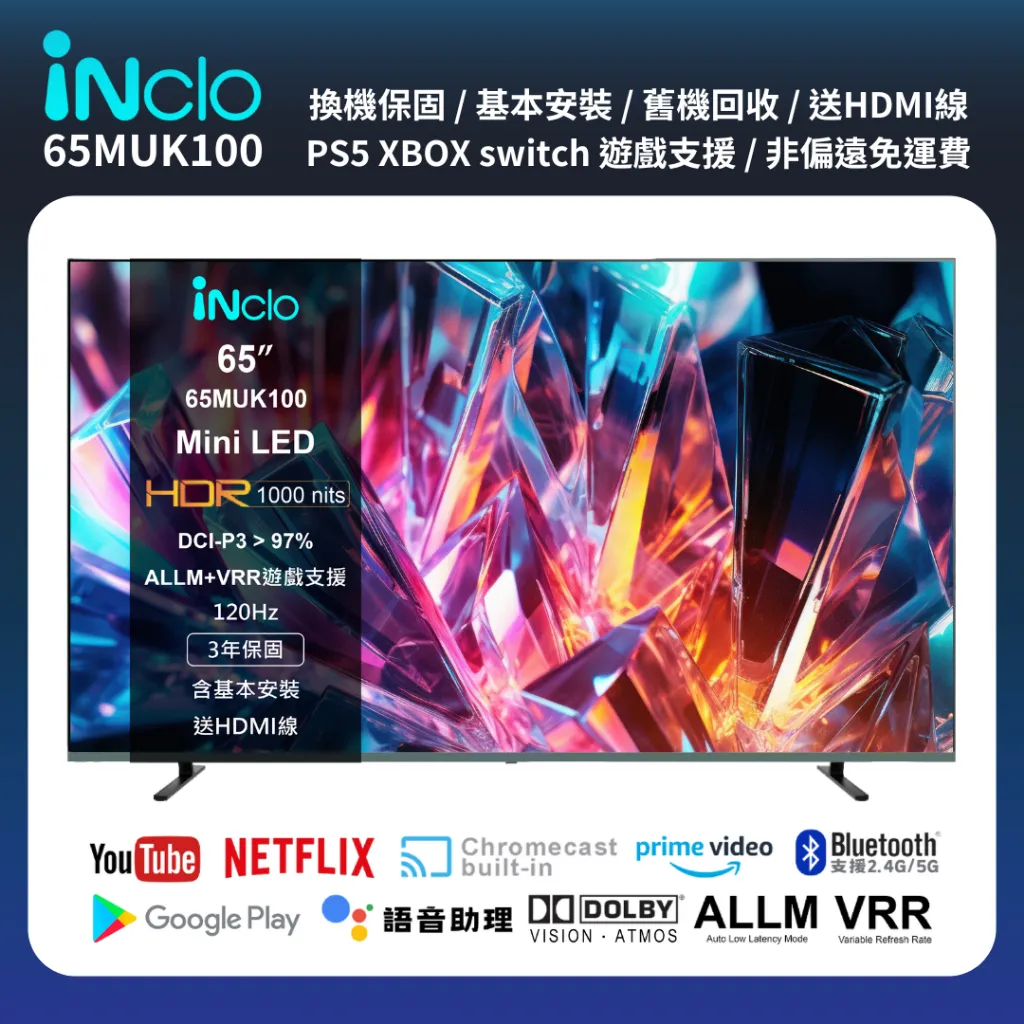 iNclo
65MUK100
換機保固 / 基本安裝 / 舊機回收 / 送HDMI線
PS5 XBOX switch 遊戲支援 / 非偏遠免運費
iNclo
65″
65MUK100
Mini LED
HDR 1000 nits
DCI-P3 > 97%
ALLM+VRR遊戲支援
120Hz
3年保固
含基本安裝
送HDMI線
YouTube
NETFLIX
Chromecast
built-in
prime video
Bluetooth®
支援2.4G/5G
Google Play
語音助理
DOLBY®
VISION · ATMOS
ALLM
Auto Low Latency Mode
VRR
Variable Refresh Rate